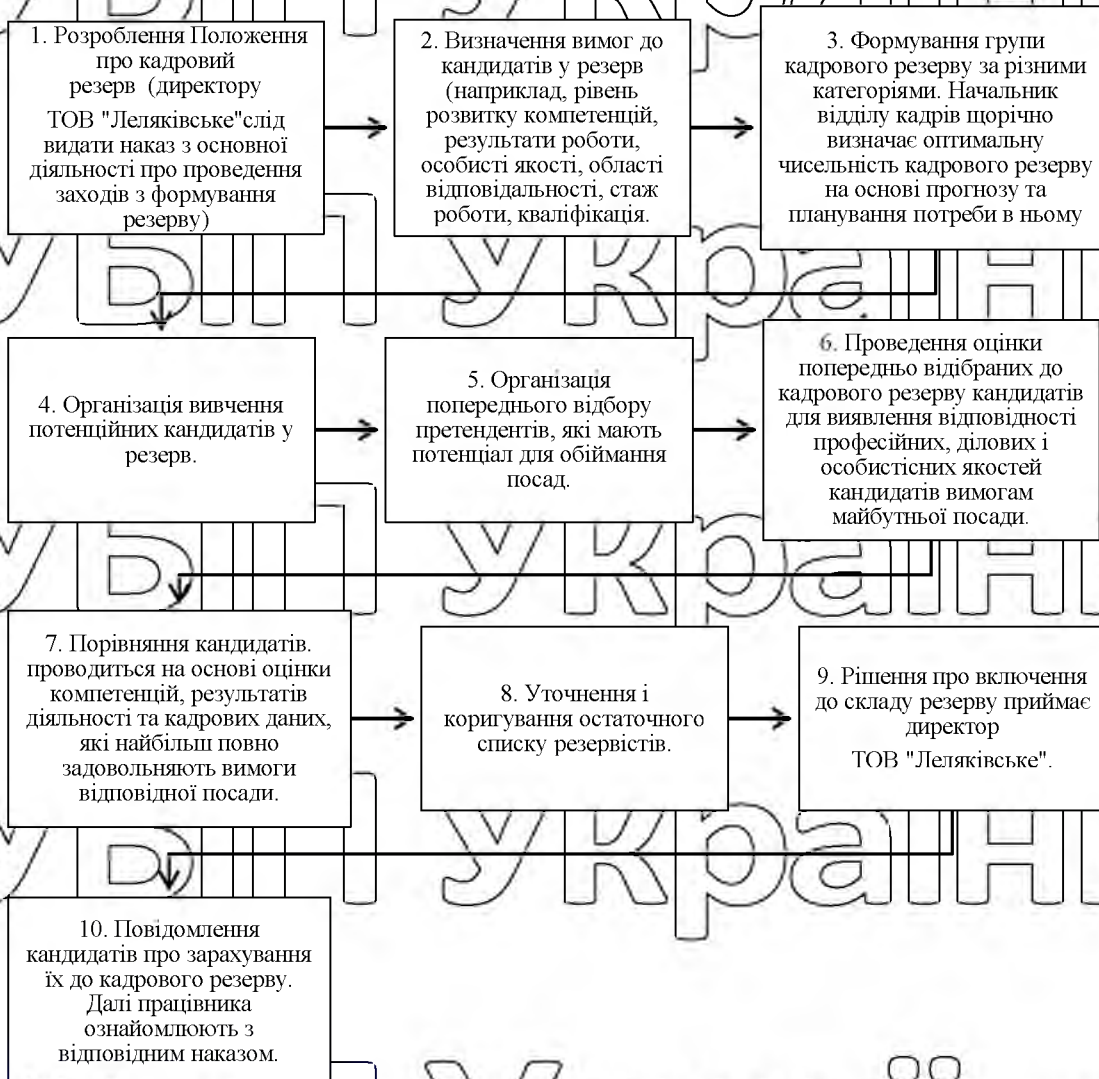 1. Розроблення Положення
про кадровий
резерв (директору
ТОВ "Леляківське"слід
видати наказ з основної
діяльності про проведення
заходів з формування
резерву)
2. Визначення вимог до
кандидатів у резерв
(наприклад, рівень
розвитку компетенцій,
результати роботи,
особисті якості, області
відповідальності, стаж
роботи, кваліфікація.
3. Формування групи
кадрового резерву за різними
категоріями. Начальник
відділу кадрів щорічно
визначає оптимальну
чисельність кадрового резерву
на основі прогнозу та
планування потреби в ньому
4. Організація вивчення
потенційних кандидатів у
резерв.
5. Організація
попереднього відбору
претендентів, які мають
потенціал для обіймання
посад.
6. Проведення оцінки
попередньо відібраних до
кадрового резерву кандидатів
для виявлення відповідності
професійних, ділових і
особистісних якостей
кандидатів вимогам
майбутньої посади.
7. Порівняння кандидатів.
проводиться на основі оцінки
компетенцій, результатів
діяльності та кадрових даних,
які найбільш повно
задовольняють вимоги
відповідної посади.
8. Уточнення і
коригування остаточного
списку резервістів.
9. Рішення про включення
до складу резерву приймає
директор
ТОВ "Леляківське".
10. Повідомлення
кандидатів про зарахування
їх до кадрового резерву.
Далі працівника
ознайомлюють з
відповідним наказом.